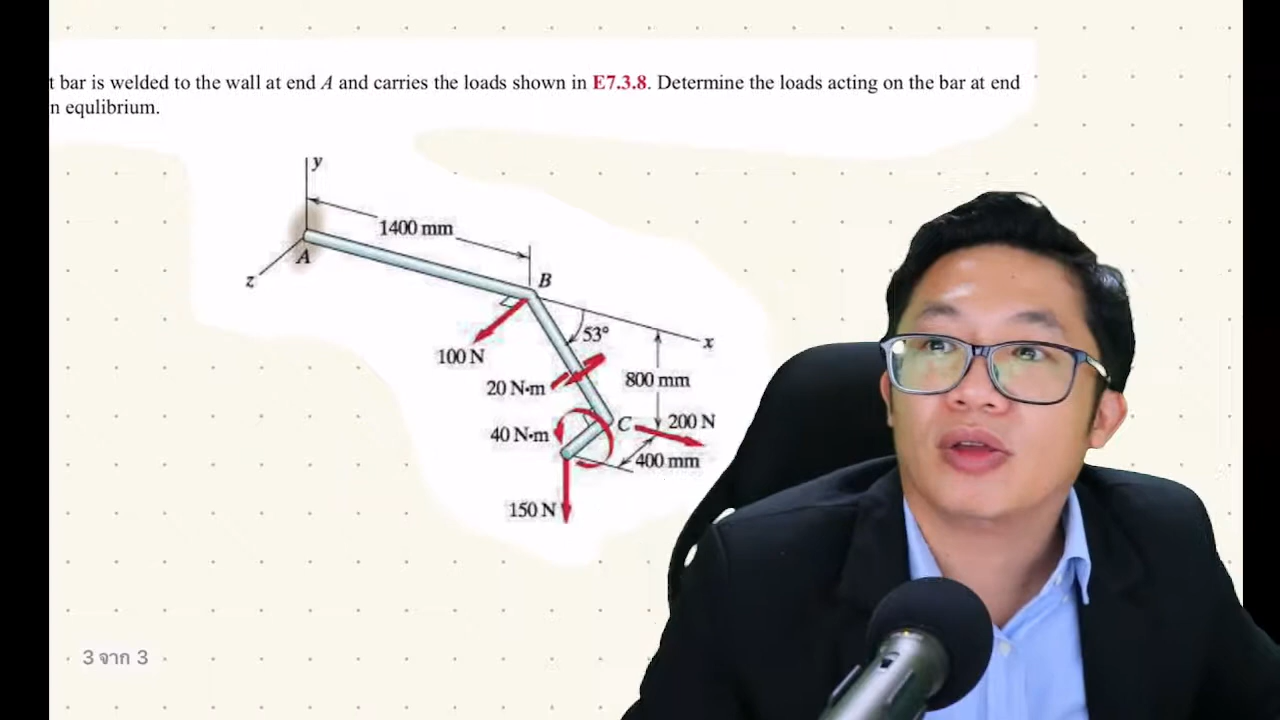 t bar is welded to the wall at end A and carries the loads shown in E7.3.8. Determine the loads acting on the bar at end
n equlibrium.
y
1400 mm
A
z
B
53°
x
100 N
20 N·m
800 mm
40 N·m
C
200 N
400 mm
150 N
3 จาก 3